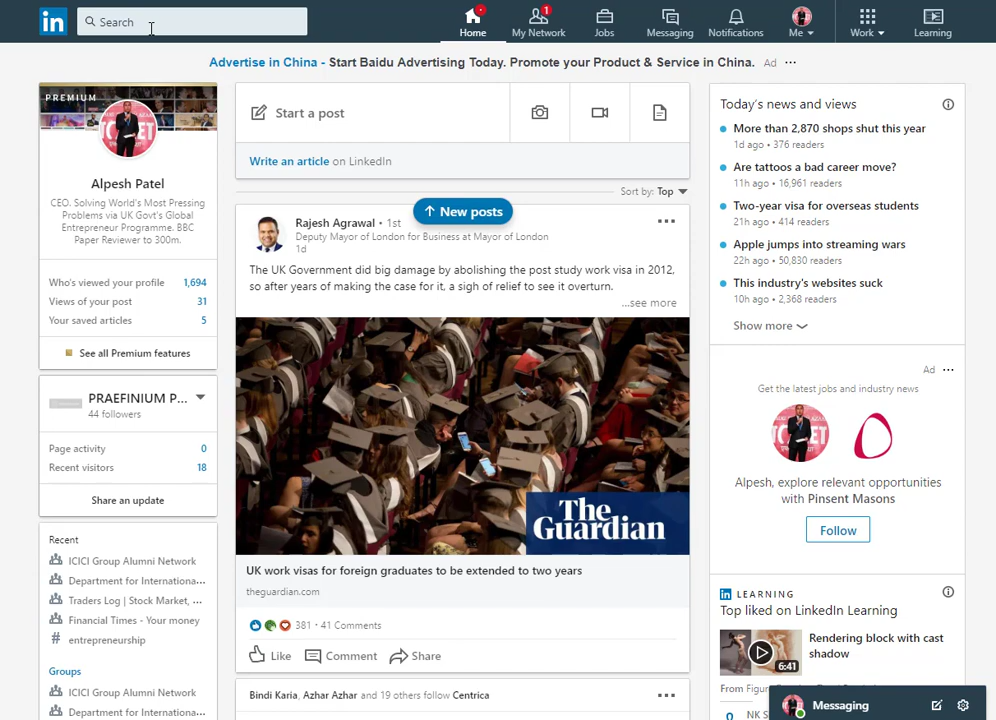 in
Search
Home
1
My Network
Jobs
Messaging
Notifications
Me
Work
Learning
Advertise in China - Start Baidu Advertising Today. Promote your Product & Service in China. Ad
PREMIUM
Alpesh Patel
CEO. Solving World's Most Pressing
Problems via UK Govt's Global
Entrepreneur Programme. BBC
Paper Reviewer to 300m.
Who's viewed your profile 1,694
Views of your post 31
Your saved articles 5
See all Premium features
PRAEFINIUM P...
44 followers
Page activity 0
Recent visitors 18
Share an update
Recent
ICICI Group Alumni Network
Department for Internationa...
Traders Log | Stock Market, ...
Financial Times - Your money
# entrepreneurship
Groups
ICICI Group Alumni Network
Department for Internationa...
Start a post
Write an article on LinkedIn
Sort by: Top
New posts
Rajesh Agrawal • 1st
Deputy Mayor of London for Business at Mayor of London
1d
The UK Government did big damage by abolishing the post study work visa in 2012,
so after years of making the case for it, a sigh of relief to see it overturn.
...see more
The
Guardian
UK work visas for foreign graduates to be extended to two years
theguardian.com
381 • 41 Comments
Like
Comment
Share
Bindi Karia, Azhar Azhar and 19 others follow Centrica
Today's news and views
More than 2,870 shops shut this year
1d ago • 376 readers
Are tattoos a bad career move?
11h ago • 16,961 readers
Two-year visa for overseas students
21h ago • 414 readers
Apple jumps into streaming wars
22h ago • 50,830 readers
This industry's websites suck
10h ago • 2,368 readers
Show more
Ad
Get the latest jobs and industry news
Alpesh, explore relevant opportunities
with Pinsent Masons
Follow
in LEARNING
Top liked on LinkedIn Learning
Rendering block with cast
shadow
6:41
From
NK S
Messaging